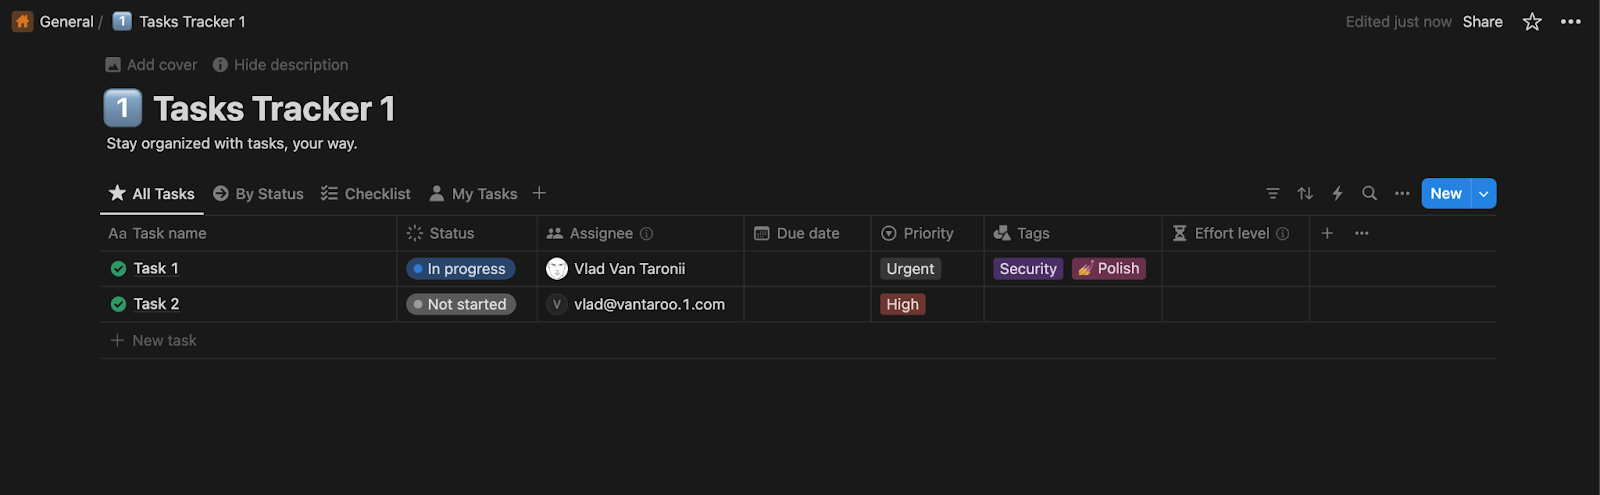 General / 1 Tasks Tracker 1 Edited just now Share
Add cover Hide description
1 Tasks Tracker 1
Stay organized with tasks, your way.
All Tasks By Status Checklist My Tasks + New
Aa Task name Status Assignee Due date Priority Tags Effort level +
Task 1 In progress Vlad Van Taronii Urgent Security 💅 Polish
Task 2 Not started V vlad@vantaroo.1.com High
+ New task